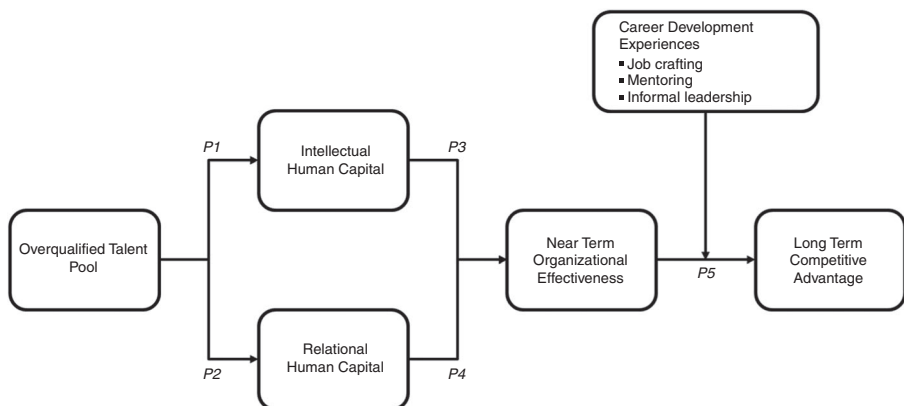 Career Development
Experiences
▪ Job crafting
▪ Mentoring
▪ Informal leadership
P1
Intellectual
Human Capital
P3
Overqualified Talent
Pool
Near Term
Organizational
Effectiveness
P5
Long Term
Competitive
Advantage
P2
Relational
Human Capital
P4